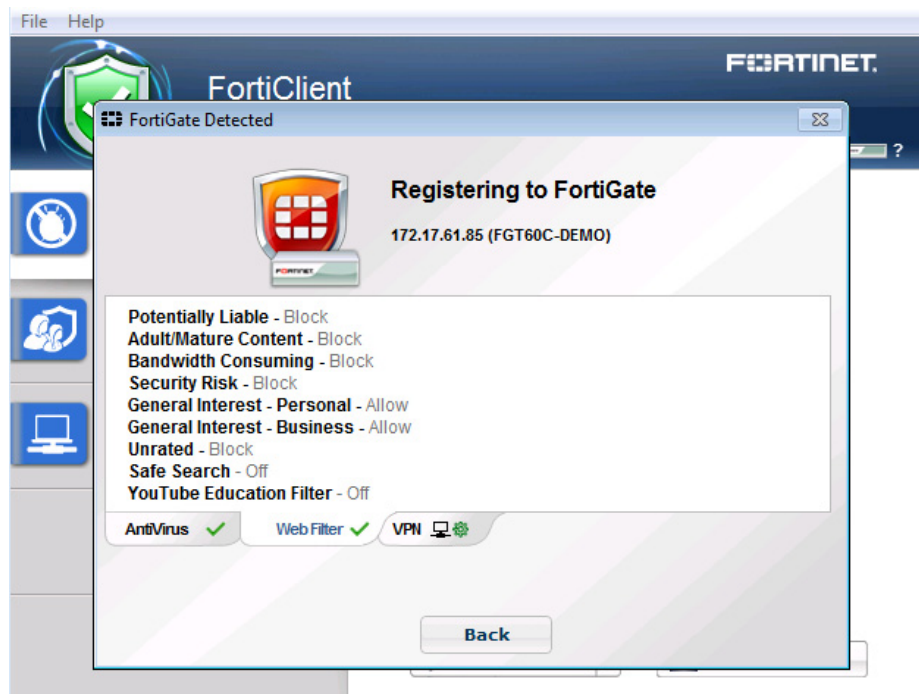 File Help
FORTINET
FortiClient
FortiGate Detected
?
Registering to FortiGate
172.17.61.85 (FGT60C-DEMO)
FORTINET
Potentially Liable - Block
Adult/Mature Content - Block
Bandwidth Consuming - Block
Security Risk - Block
General Interest - Personal - Allow
General Interest - Business - Allow
Unrated - Block
Safe Search - Off
YouTube Education Filter - Off
AntiVirus Web Filter VPN
Back